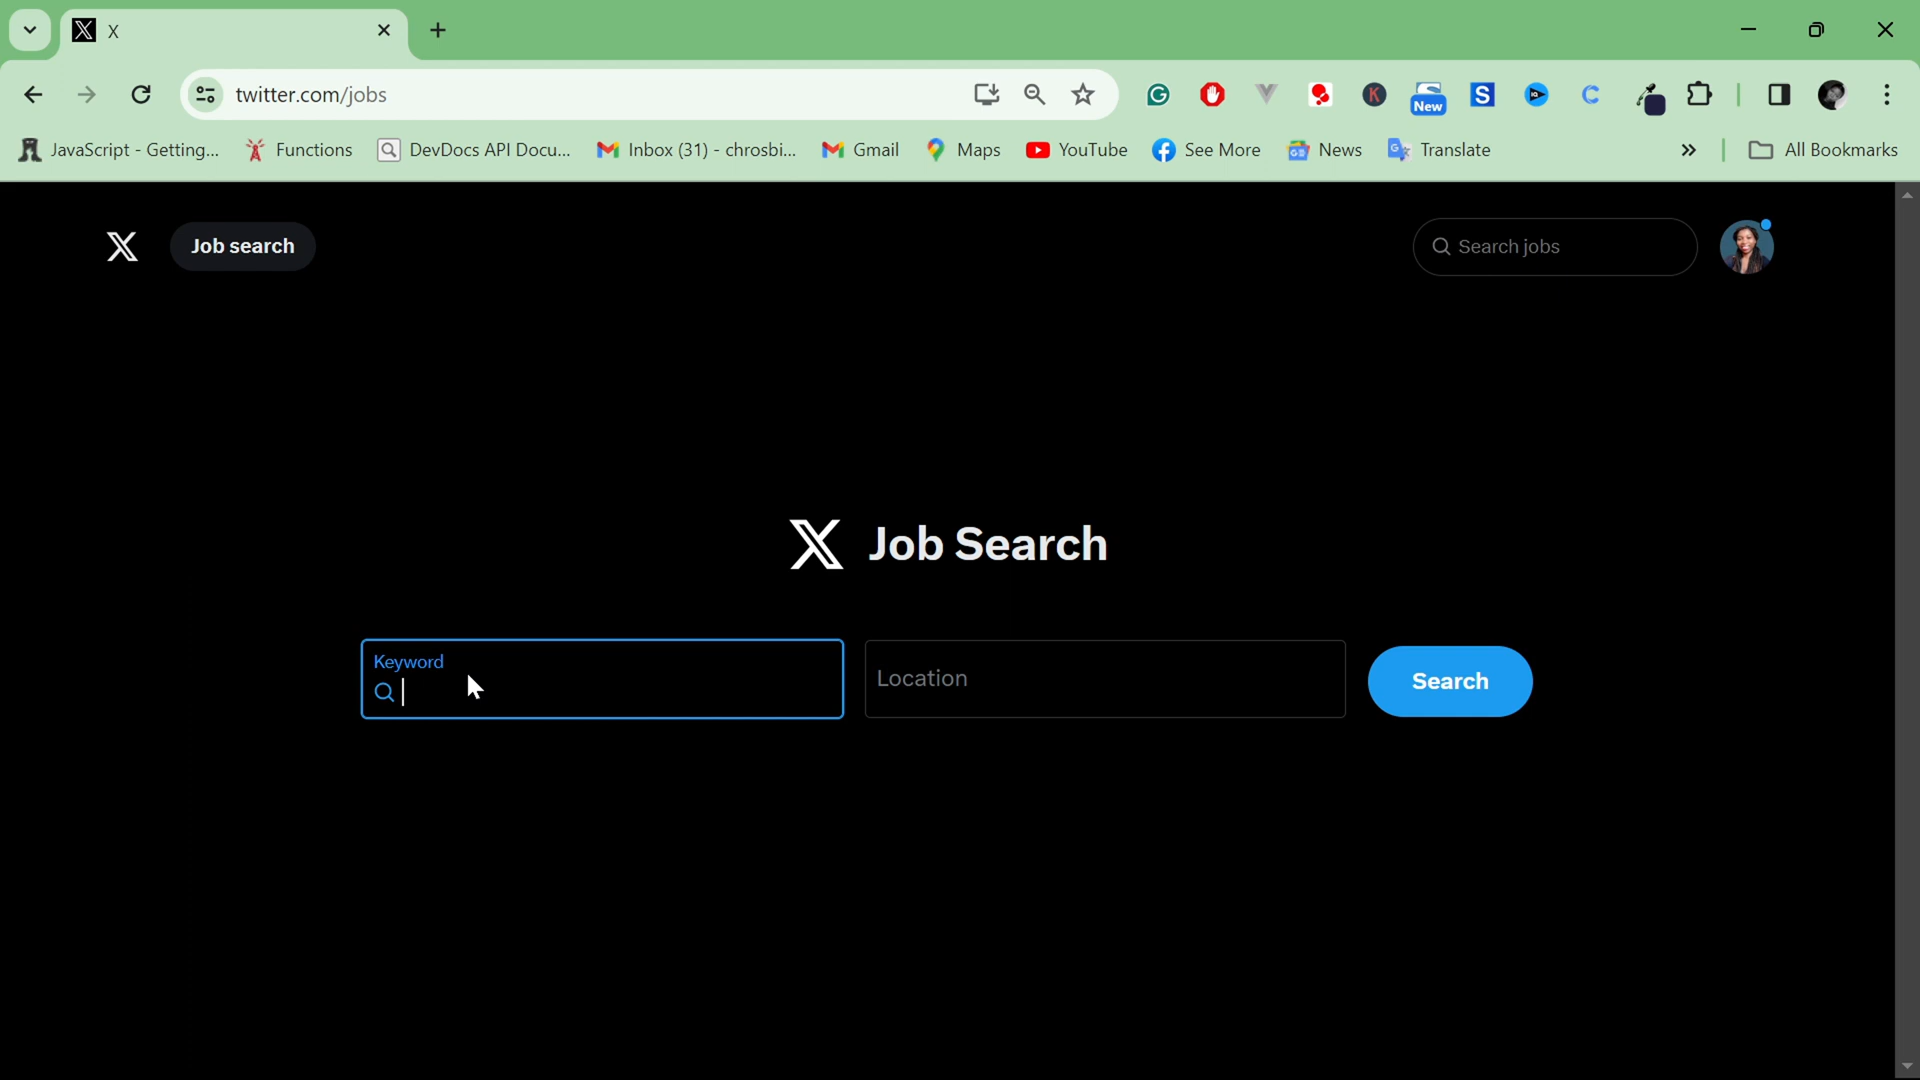 X
twitter.com/jobs
New
JavaScript - Getting... Functions DevDocs API Docu... Inbox (31) - chrosbi... Gmail Maps YouTube See More News Translate » All Bookmarks
X Job search Search jobs
X Job Search
Keyword
Location
Search